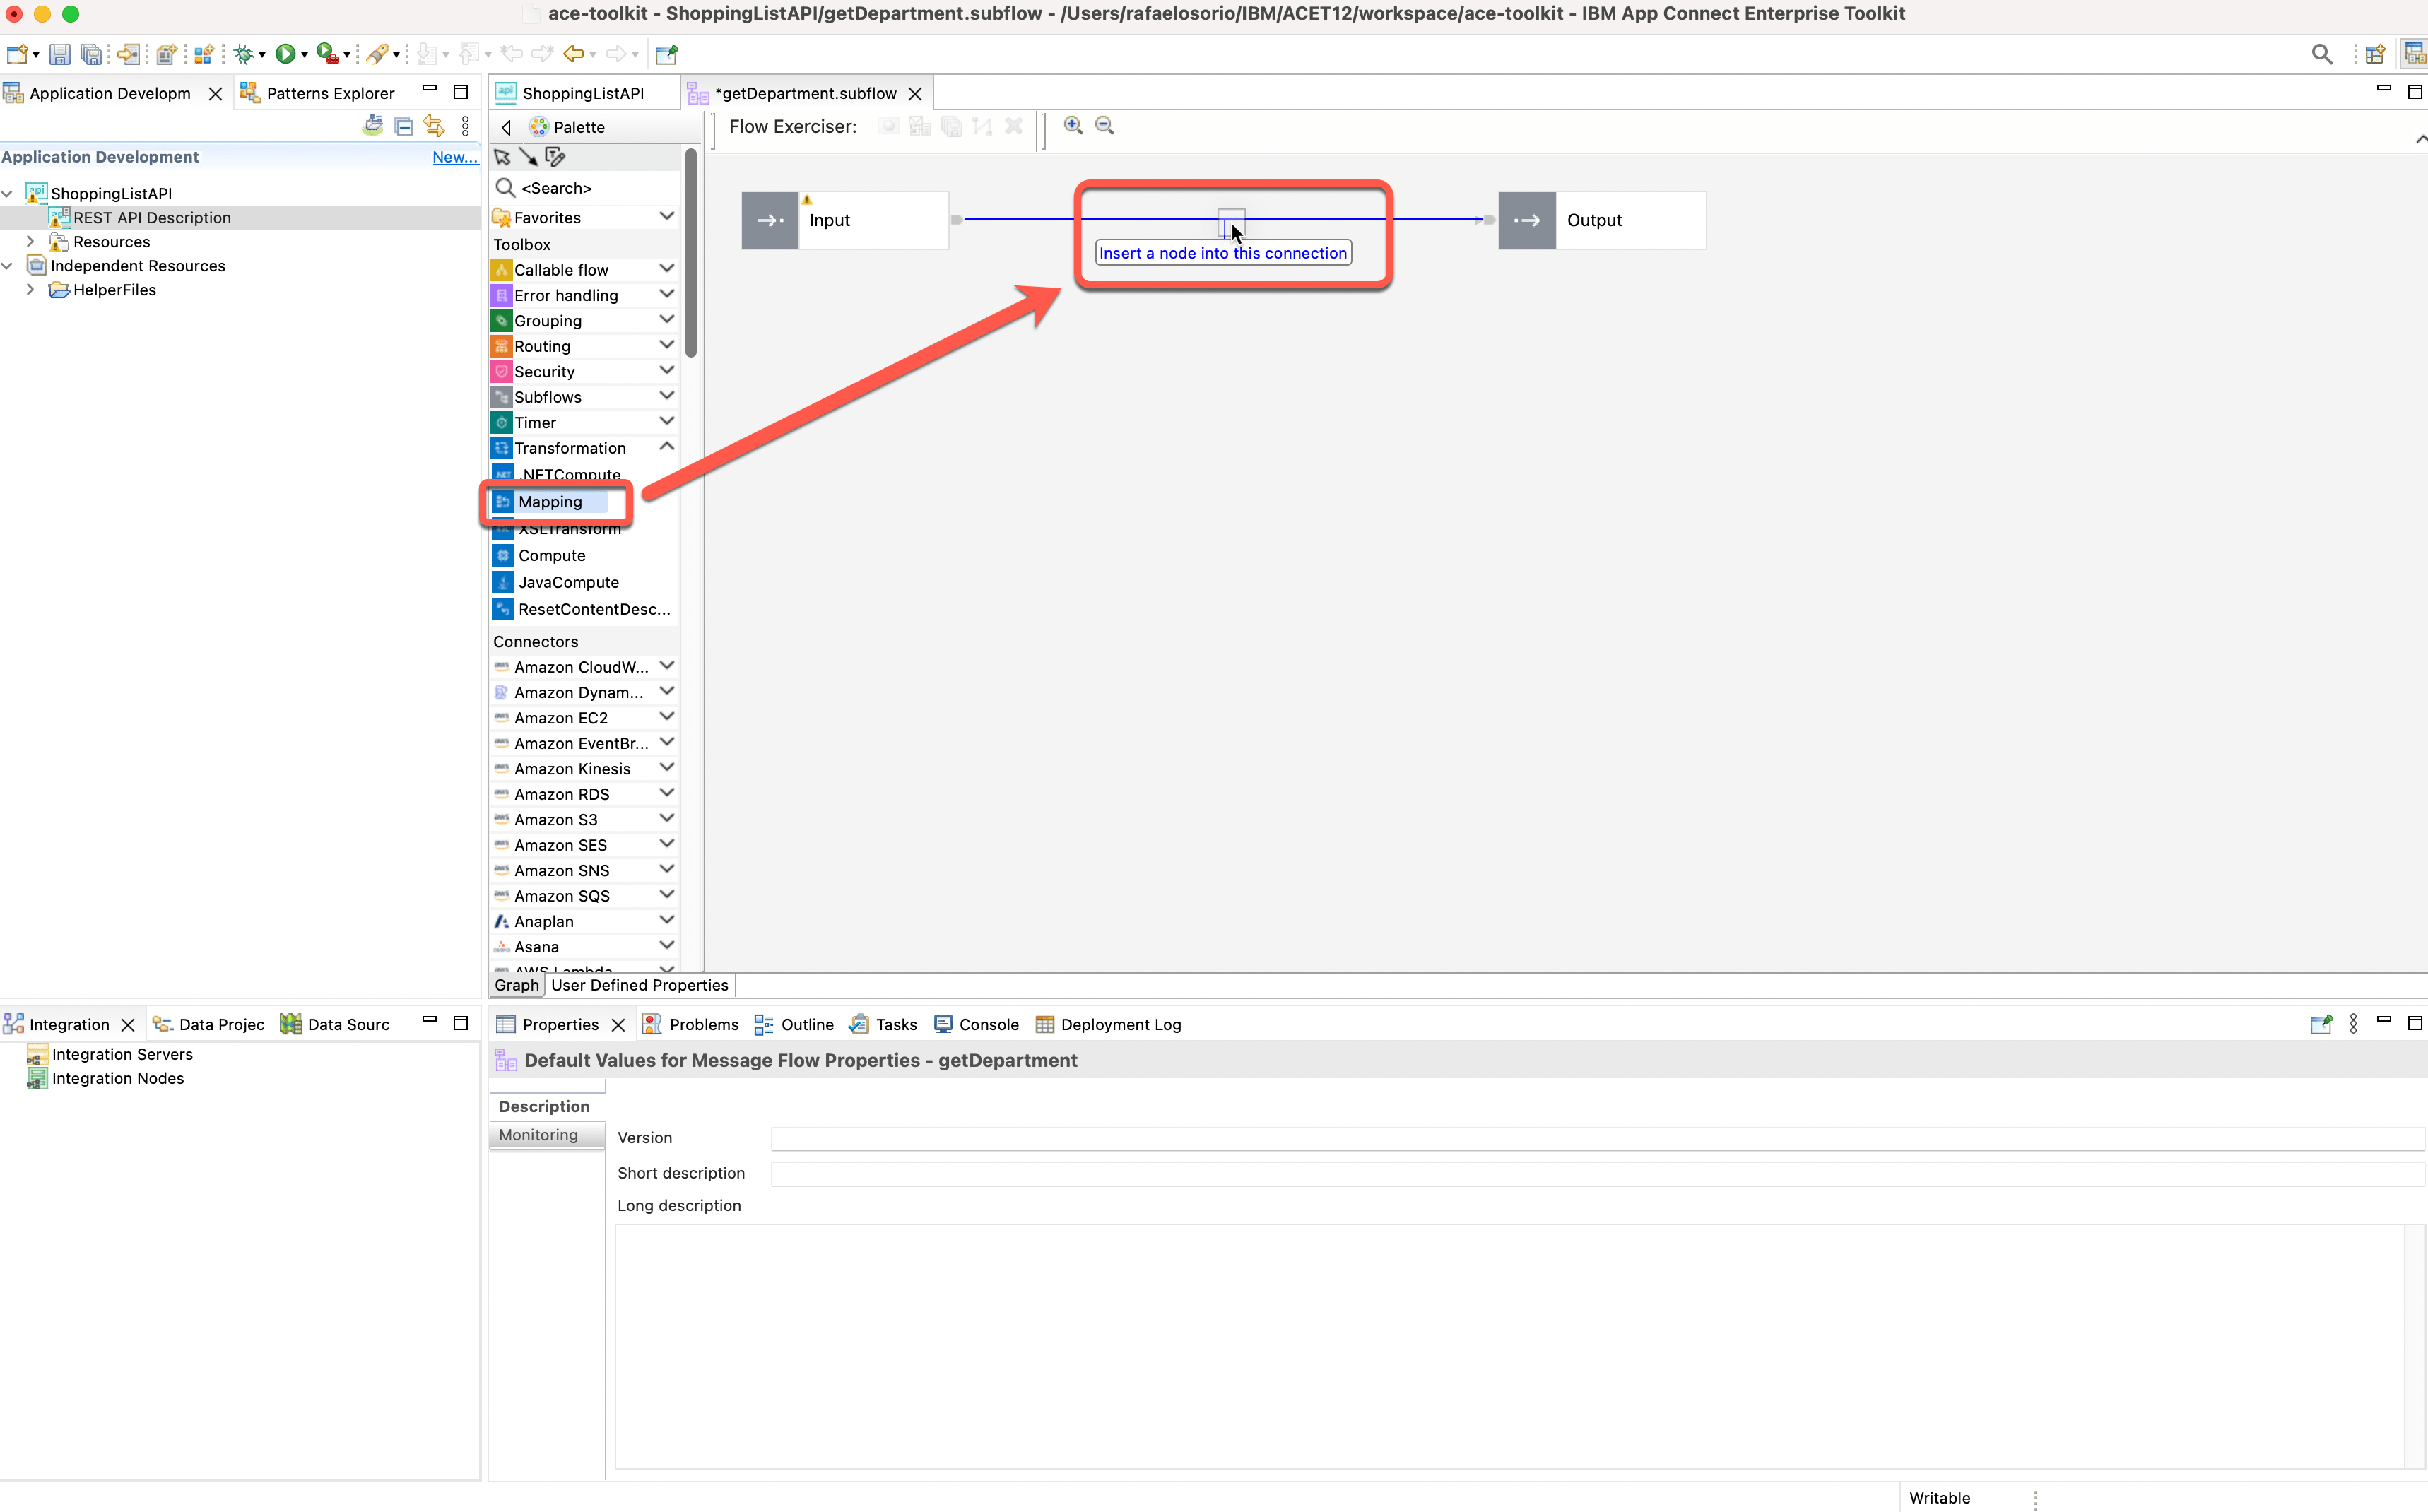 ace-toolkit - ShoppingListAPI/getDepartment.subflow - /Users/rafaelosorio/IBM/ACET12/workspace/ace-toolkit - IBM App Connect Enterprise Toolkit
Application Developm
Patterns Explorer
Application Development
New...
ShoppingListAPI
REST API Description
Resources
Independent Resources
HelperFiles
ShoppingListAPI
*getDepartment.subflow
Palette
Flow Exerciser:
<Search>
Favorites
Toolbox
Callable flow
Error handling
Grouping
Routing
Security
Subflows
Timer
Transformation
.NETCompute
Mapping
XSLTransform
Compute
JavaCompute
ResetContentDesc...
Connectors
Amazon CloudW...
Amazon Dynam...
Amazon EC2
Amazon EventBr...
Amazon Kinesis
Amazon RDS
Amazon S3
Amazon SES
Amazon SNS
Amazon SQS
Anaplan
Asana
AWS Lambda
Input
Insert a node into this connection
Output
Graph
User Defined Properties
Integration
Data Projec
Data Sourc
Integration Servers
Integration Nodes
Properties
Problems
Outline
Tasks
Console
Deployment Log
Default Values for Message Flow Properties - getDepartment
Description
Monitoring
Version
Short description
Long description
Writable